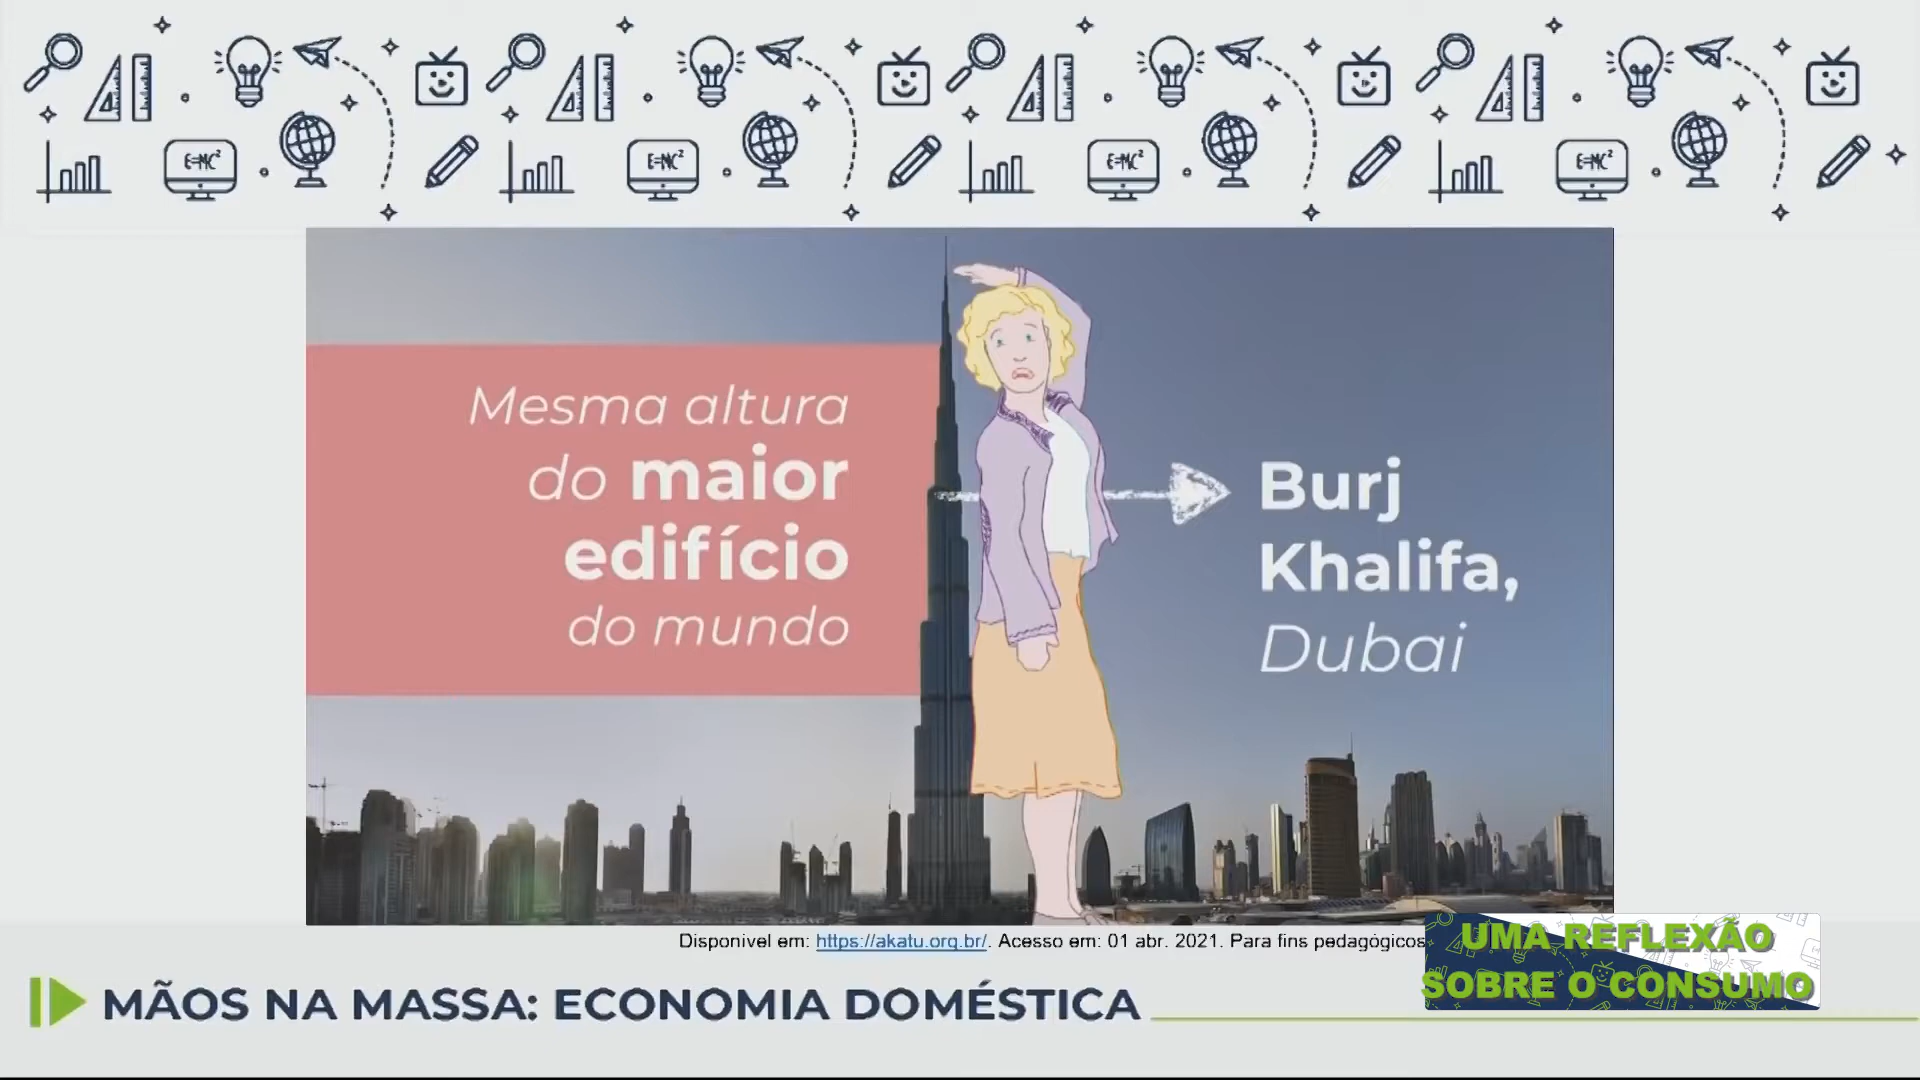 E=MC²
E=MC²
E=MC²
E=MC²
Mesma altura
do maior
edifício
do mundo
Burj
Khalifa,
Dubai
Disponível em: https://akatu.org.br/. Acesso em: 01 abr. 2021. Para fins pedagógicos
UMA REFLEXÃO
SOBRE O CONSUMO
MÃOS NA MASSA: ECONOMIA DOMÉSTICA